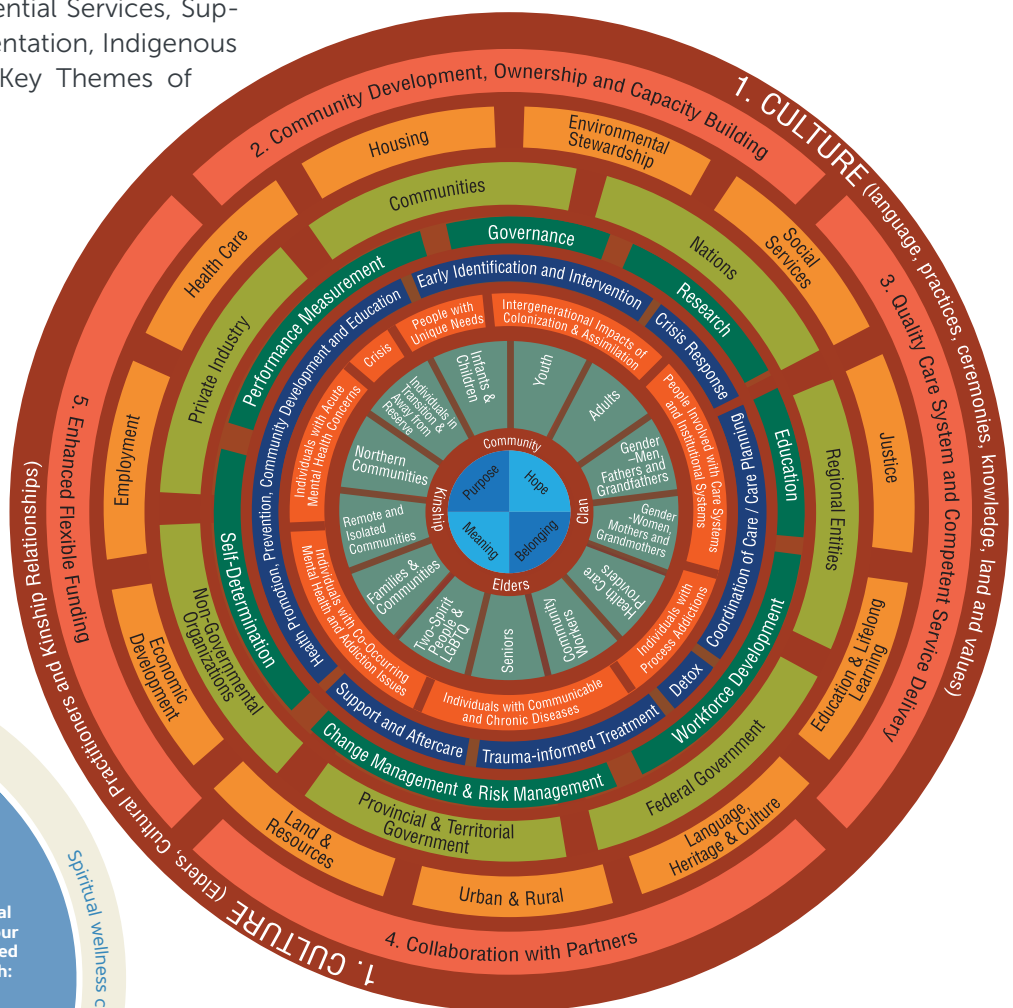 ential Services, Sup-
entation, Indigenous
Key Themes of
1. CULTURE (language, practices, ceremonies, knowledge, land and values)
1. CULTURE (Elders, Cultural Practitioners and Kinship Relationships)
2. Community Development, Ownership and Capacity Building
3. Quality Care System and Competent Service Delivery
4. Collaboration with Partners
5. Enhanced Flexible Funding
Housing
Environmental
Stewardship
Social
Services
Justice
Education & Lifelong
Learning
Language,
Heritage & Culture
Urban & Rural
Land &
Resources
Economic
Development
Employment
Health Care
Communities
Nations
Regional Entities
Federal Government
Provincial & Territorial
Government
Non-Governmental
Organizations
Private Industry
Governance
Research
Education
Workforce Development
Change Management & Risk Management
Self-Determination
Performance Measurement
Early Identification and Intervention
Crisis Response
Coordination of Care / Care Planning
Detox
Trauma-informed Treatment
Support and Aftercare
Health Promotion, Prevention, Community Development and Education
People with
Unique Needs
Intergenerational Impacts of
Colonization & Assimilation
People Involved with Care Systems
and Institutional Systems
Individuals with
Process Addictions
Individuals with Communicable
and Chronic Diseases
Individuals with Co-Occurring
Mental Health and Addiction Issues
Individuals with Acute
Mental Health Concerns
Crisis
Infants &
Children
Youth
Adults
Gender
–Men,
Fathers and
Grandfathers
Gender
-Women,
Mothers and
Grandmothers
Health Care
Providers
Community
Workers
Seniors
Two-Spirit
People &
LGBTQ
Families &
Communities
Remote and
Isolated
Communities
Northern
Communities
Individuals in
Transition &
Away from
Reserve
Community
Clan
Elders
Kinship
Purpose
Hope
Belonging
Meaning
Spiritual wellness c
al
our
ed
h: